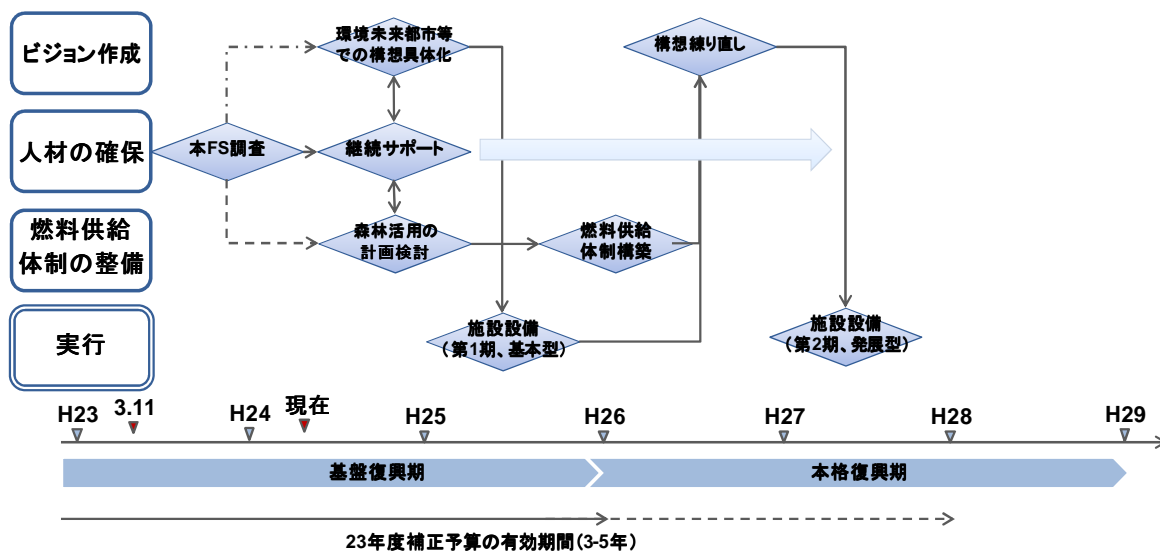 ビジョン作成
環境未来都市等
での構想具体化
構想練り直し
人材の確保
本FS調査
継続サポート
燃料供給
体制の整備
森林活用の
計画検討
燃料供給
体制構築
実行
施設設備
（第1期、基本型）
施設設備
（第2期、発展型）
H23
3.11
H24
現在
H25
H26
H27
H28
H29
基盤復興期
本格復興期
23年度補正予算の有効期間(3-5年）